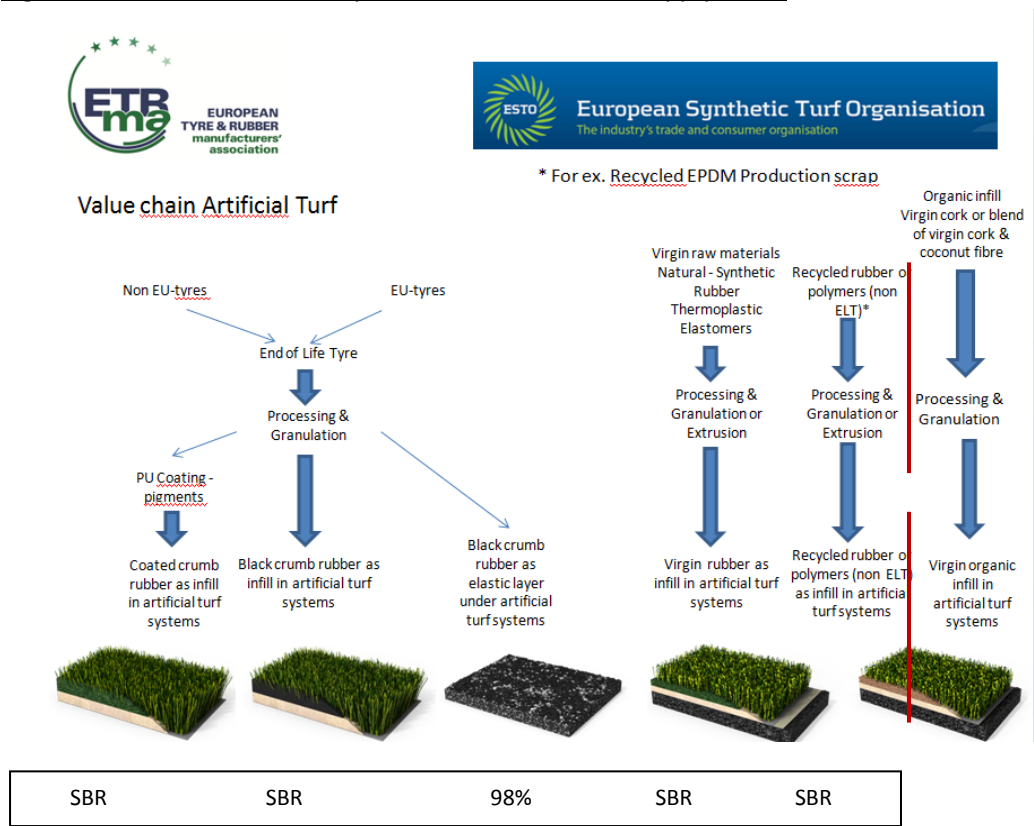 ETRma
EUROPEAN
TYRE & RUBBER
manufacturers'
association
ESTO
European Synthetic Turf Organisation
The industry's trade and consumer organisation
* For ex. Recycled EPDM Production scrap
Value chain Artificial Turf
Non EU-tyres
EU-tyres
End of Life Tyre
Processing &
Granulation
PU Coating -
pigments
Coated crumb
rubber as infill
in artificial turf
systems
Black crumb rubber as
infill in artificial turf
systems
Black crumb
rubber as
elastic layer
under artificial
turf systems
Virgin raw materials
Natural - Synthetic
Rubber
Thermoplastic
Elastomers
Processing &
Granulation or
Extrusion
Virgin rubber as
infill in artificial turf
systems
Recycled rubber or
polymers (non
ELT)*
Processing &
Granulation or
Extrusion
Recycled rubber or
polymers (non ELT)
as infill in artificial
turf systems
Organic infill
Virgin cork or blend
of virgin cork &
coconut fibre
Processing &
Granulation
Virgin organic
infill in
artificial turf
systems
SBR SBR 98% SBR SBR